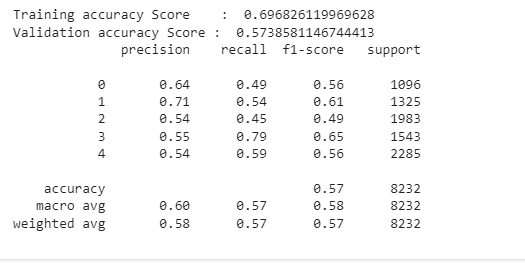 Training accuracy Score    :  0.696826119969628
Validation accuracy Score :  0.5738581146744413
precision    recall  f1-score   support
0       0.64      0.49      0.56      1096
1       0.71      0.54      0.61      1325
2       0.54      0.45      0.49      1983
3       0.55      0.79      0.65      1543
4       0.54      0.59      0.56      2285
accuracy                           0.57      8232
macro avg       0.60      0.57      0.58      8232
weighted avg       0.58      0.57      0.57      8232